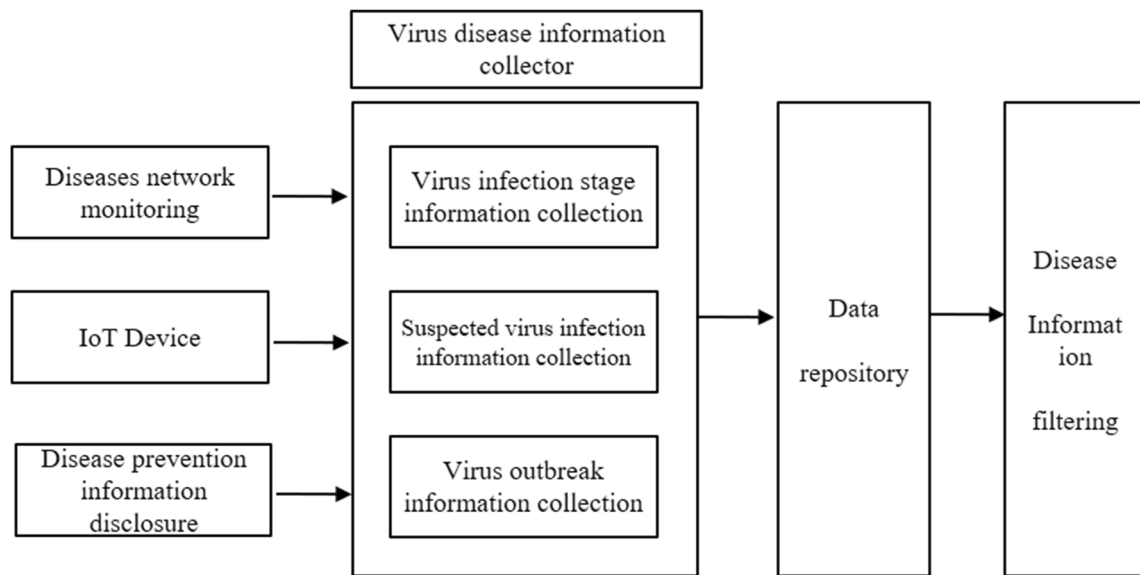 Virus disease information
collector
Diseases network
monitoring
Virus infection stage
information collection
IoT Device
Suspected virus infection
information collection
Disease prevention
information
disclosure
Virus outbreak
information collection
Data
repository
Disease
Informat
ion
filtering